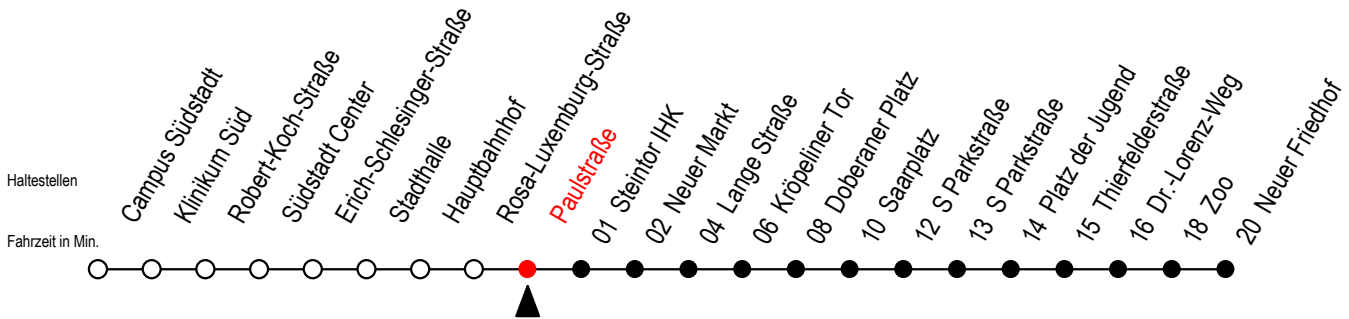 Haltestellen
Campus Südstadt
Klinikum Süd
Robert-Koch-Straße
Südstadt Center
Erich-Schlesinger-Straße
Stadthalle
Hauptbahnhof
Rosa-Luxemburg-Straße
Paulstraße
Fahrzeit in Min.
01 Steintor IHK
02 Neuer Markt
04 Lange Straße
06 Kröpeliner Tor
08 Doberaner Platz
10 Saarplatz
12 S Parkstraße
13 S Parkstraße
14 Platz der Jugend
15 Thierfelderstraße
16 Dr.-Lorenz-Weg
18 Zoo
20 Neuer Friedhof